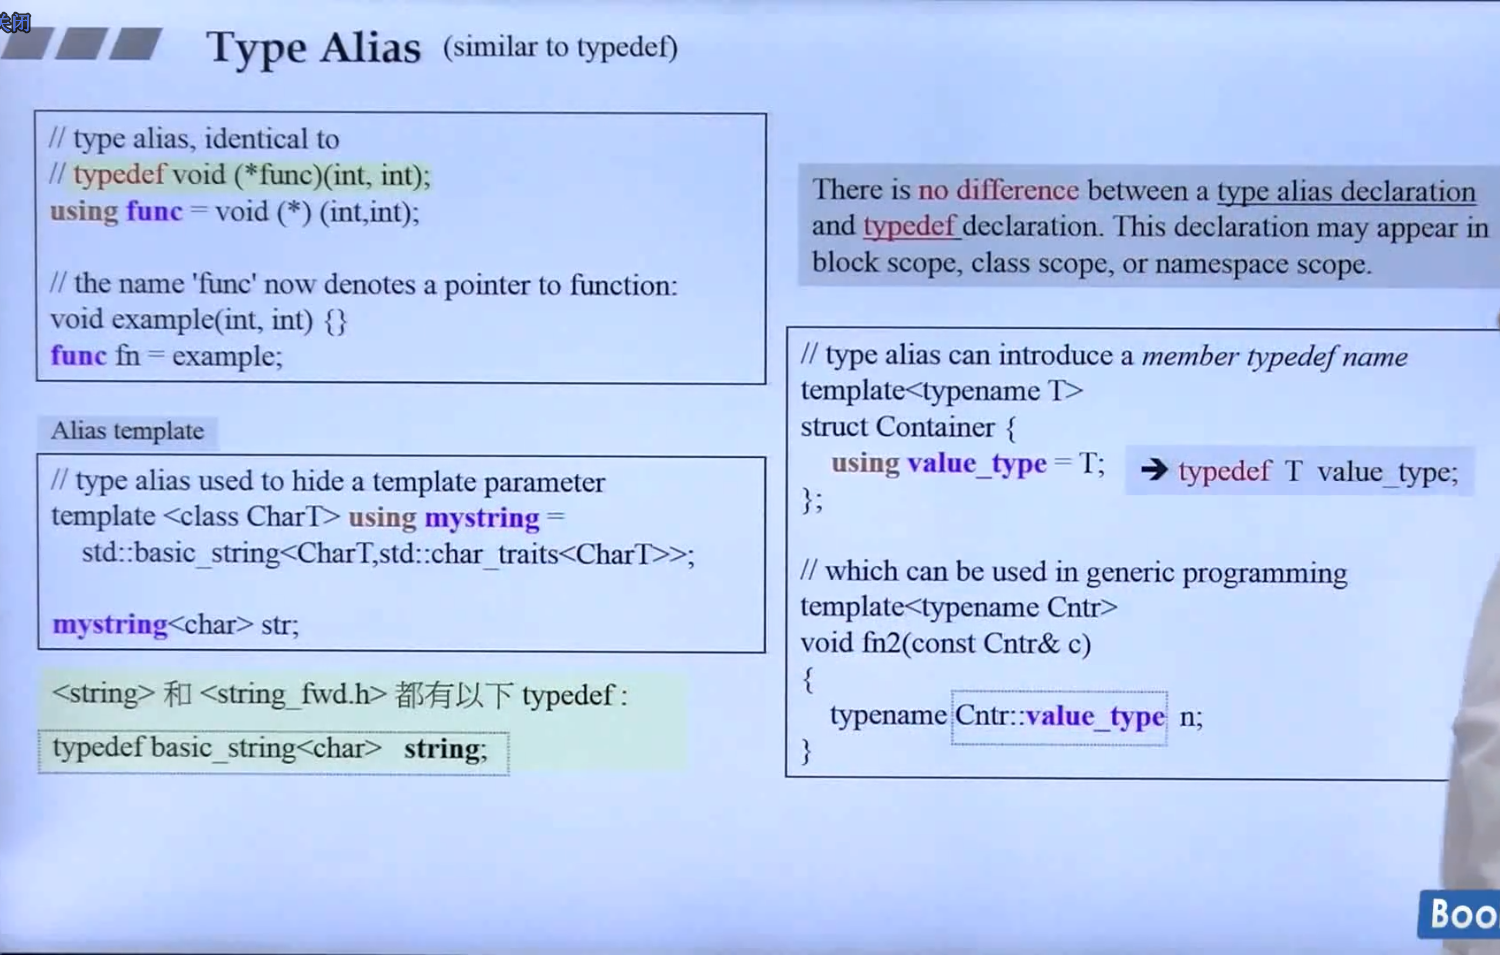 关闭
Type Alias (similar to typedef)
// type alias, identical to
// typedef void (*func)(int, int);
using func = void (*) (int,int);
// the name 'func' now denotes a pointer to function:
void example(int, int) {}
func fn = example;
Alias template
// type alias used to hide a template parameter
template <class CharT> using mystring =
std::basic_string<CharT,std::char_traits<CharT>>;
mystring<char> str;
<string> 和 <string_fwd.h> 都有以下 typedef :
typedef basic_string<char> string;
There is no difference between a type alias declaration
and typedef declaration. This declaration may appear in
block scope, class scope, or namespace scope.
// type alias can introduce a member typedef name
template<typename T>
struct Container {
using value_type = T; ➔ typedef T value_type;
};
// which can be used in generic programming
template<typename Cntr>
void fn2(const Cntr& c)
{
typename Cntr::value_type n;
}
Boo